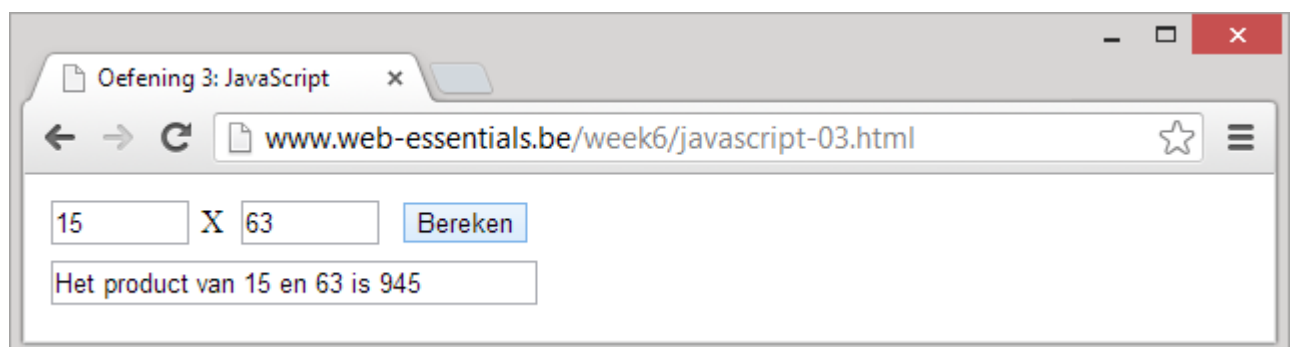 Oefening 3: JavaScript
www.web-essentials.be/week6/javascript-03.html
15 X 63 Bereken
Het product van 15 en 63 is 945